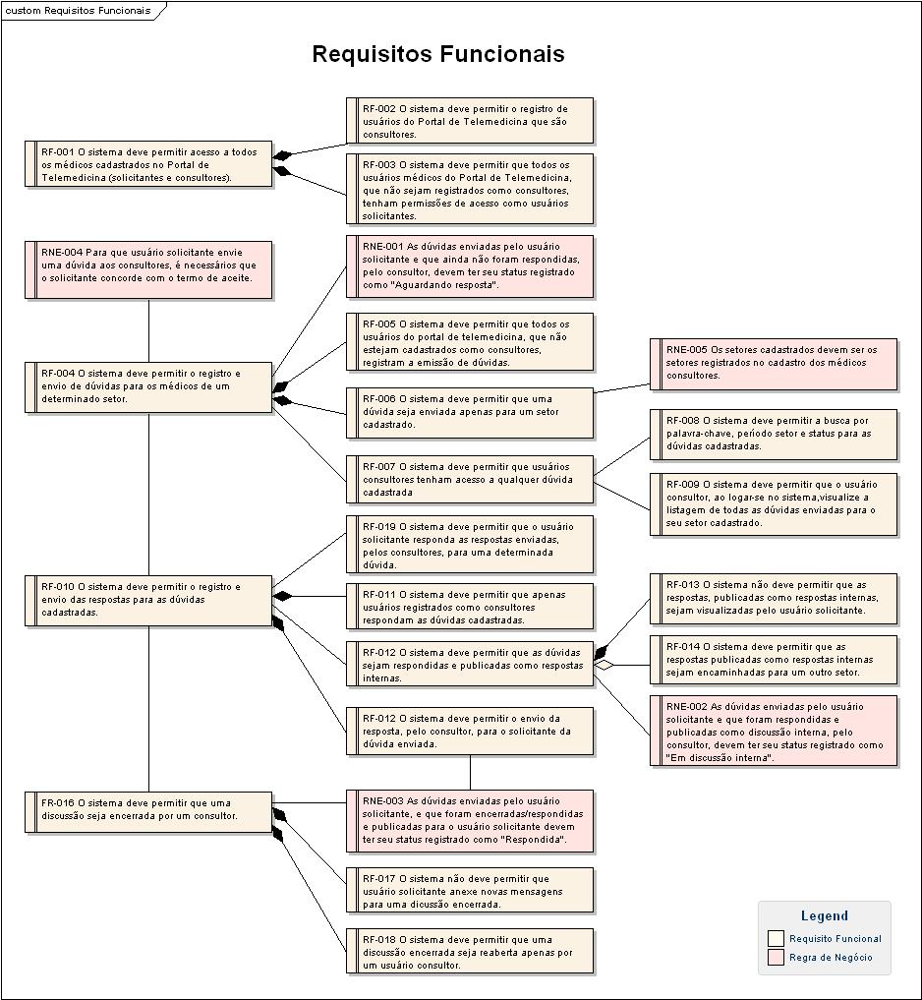 custom Requisitos Funcionais
Requisitos Funcionais
RF-002 O sistema deve permitir o registro de
usuários do Portal de Telemedicina que são
consultores.
RF-001 O sistema deve permitir acesso a todos
os médicos cadastrados no Portal de
Telemedicina (solicitantes e consultores).
RF-003 O sistema deve permitir que todos os
usuários médicos do Portal de Telemedicina,
que não sejam registrados como consultores,
tenham permissões de acesso como usuários
solicitantes.
RNE-004 Para que usuário solicitante envie
uma dúvida aos consultores, é necessários que
o solicitante concorde com o termo de aceite.
RNE-001 As dúvidas enviadas pelo usuário
solicitante e que ainda não foram respondidas,
pelo consultor, devem ter seu status registrado
como "Aguardando resposta".
RF-005 O sistema deve permitir que todos os
usuários do portal de telemedicina, que não
estejam cadastrados como consultores,
registram a emissão de dúvidas.
RNE-005 Os setores cadastrados devem ser os
setores registrados no cadastro dos médicos
consultores.
RF-004 O sistema deve permitir o registro e
envio de dúvidas para os médicos de um
determinado setor.
RF-006 O sistema deve permitir que uma
dúvida seja enviada apenas para um setor
cadastrado.
RF-008 O sistema deve permitir a busca por
palavra-chave, período setor e status para as
dúvidas cadastradas.
RF-007 O sistema deve permitir que usuários
consultores tenham acesso a qualquer dúvida
cadastrada
RF-009 O sistema deve permitir que o usuário
consultor, ao logar-se no sistema,visualize a
listagem de todas as dúvidas enviadas para o
seu setor cadastrado.
RF-019 O sistema deve permitir que o usuário
solicitante responda as respostas enviadas,
pelos consultores, para uma determinada
dúvida.
RF-010 O sistema deve permitir o registro e
envio das respostas para as dúvidas
cadastradas.
RF-011 O sistema deve permitir que apenas
usuários registrados como consultores
respondam as dúvidas cadastradas.
RF-013 O sistema não deve permitir que as
respostas, publicadas como respostas internas,
sejam visualizadas pelo usuário solicitante.
RF-012 O sistema deve permitir que as dúvidas
sejam respondidas e publicadas como respostas
internas.
RF-014 O sistema deve permitir que as
respostas publicadas como respostas internas
sejam encaminhadas para um outro setor.
RNE-002 As dúvidas enviadas pelo usuário
solicitante e que foram respondidas e
publicadas como discussão interna, pelo
consultor, devem ter seu status registrado como
"Em discussão interna".
RF-012 O sistema deve permitir o envio da
resposta, pelo consultor, para o solicitante da
dúvida enviada.
FR-016 O sistema deve permitir que uma
discussão seja encerrada por um consultor.
RNE-003 As dúvidas enviadas pelo usuário
solicitante, e que foram encerradas/respondidas
e publicadas para o usuário solicitante devem
ter seu status registrado como "Respondida".
RF-017 O sistema não deve permitir que
usuário solicitante anexe novas mensagens
para uma dicussão encerrada.
RF-018 O sistema deve permitir que uma
discussão encerrada seja reaberta apenas por
um usuário consultor.
Legend
Requisito Funcional
Regra de Negócio